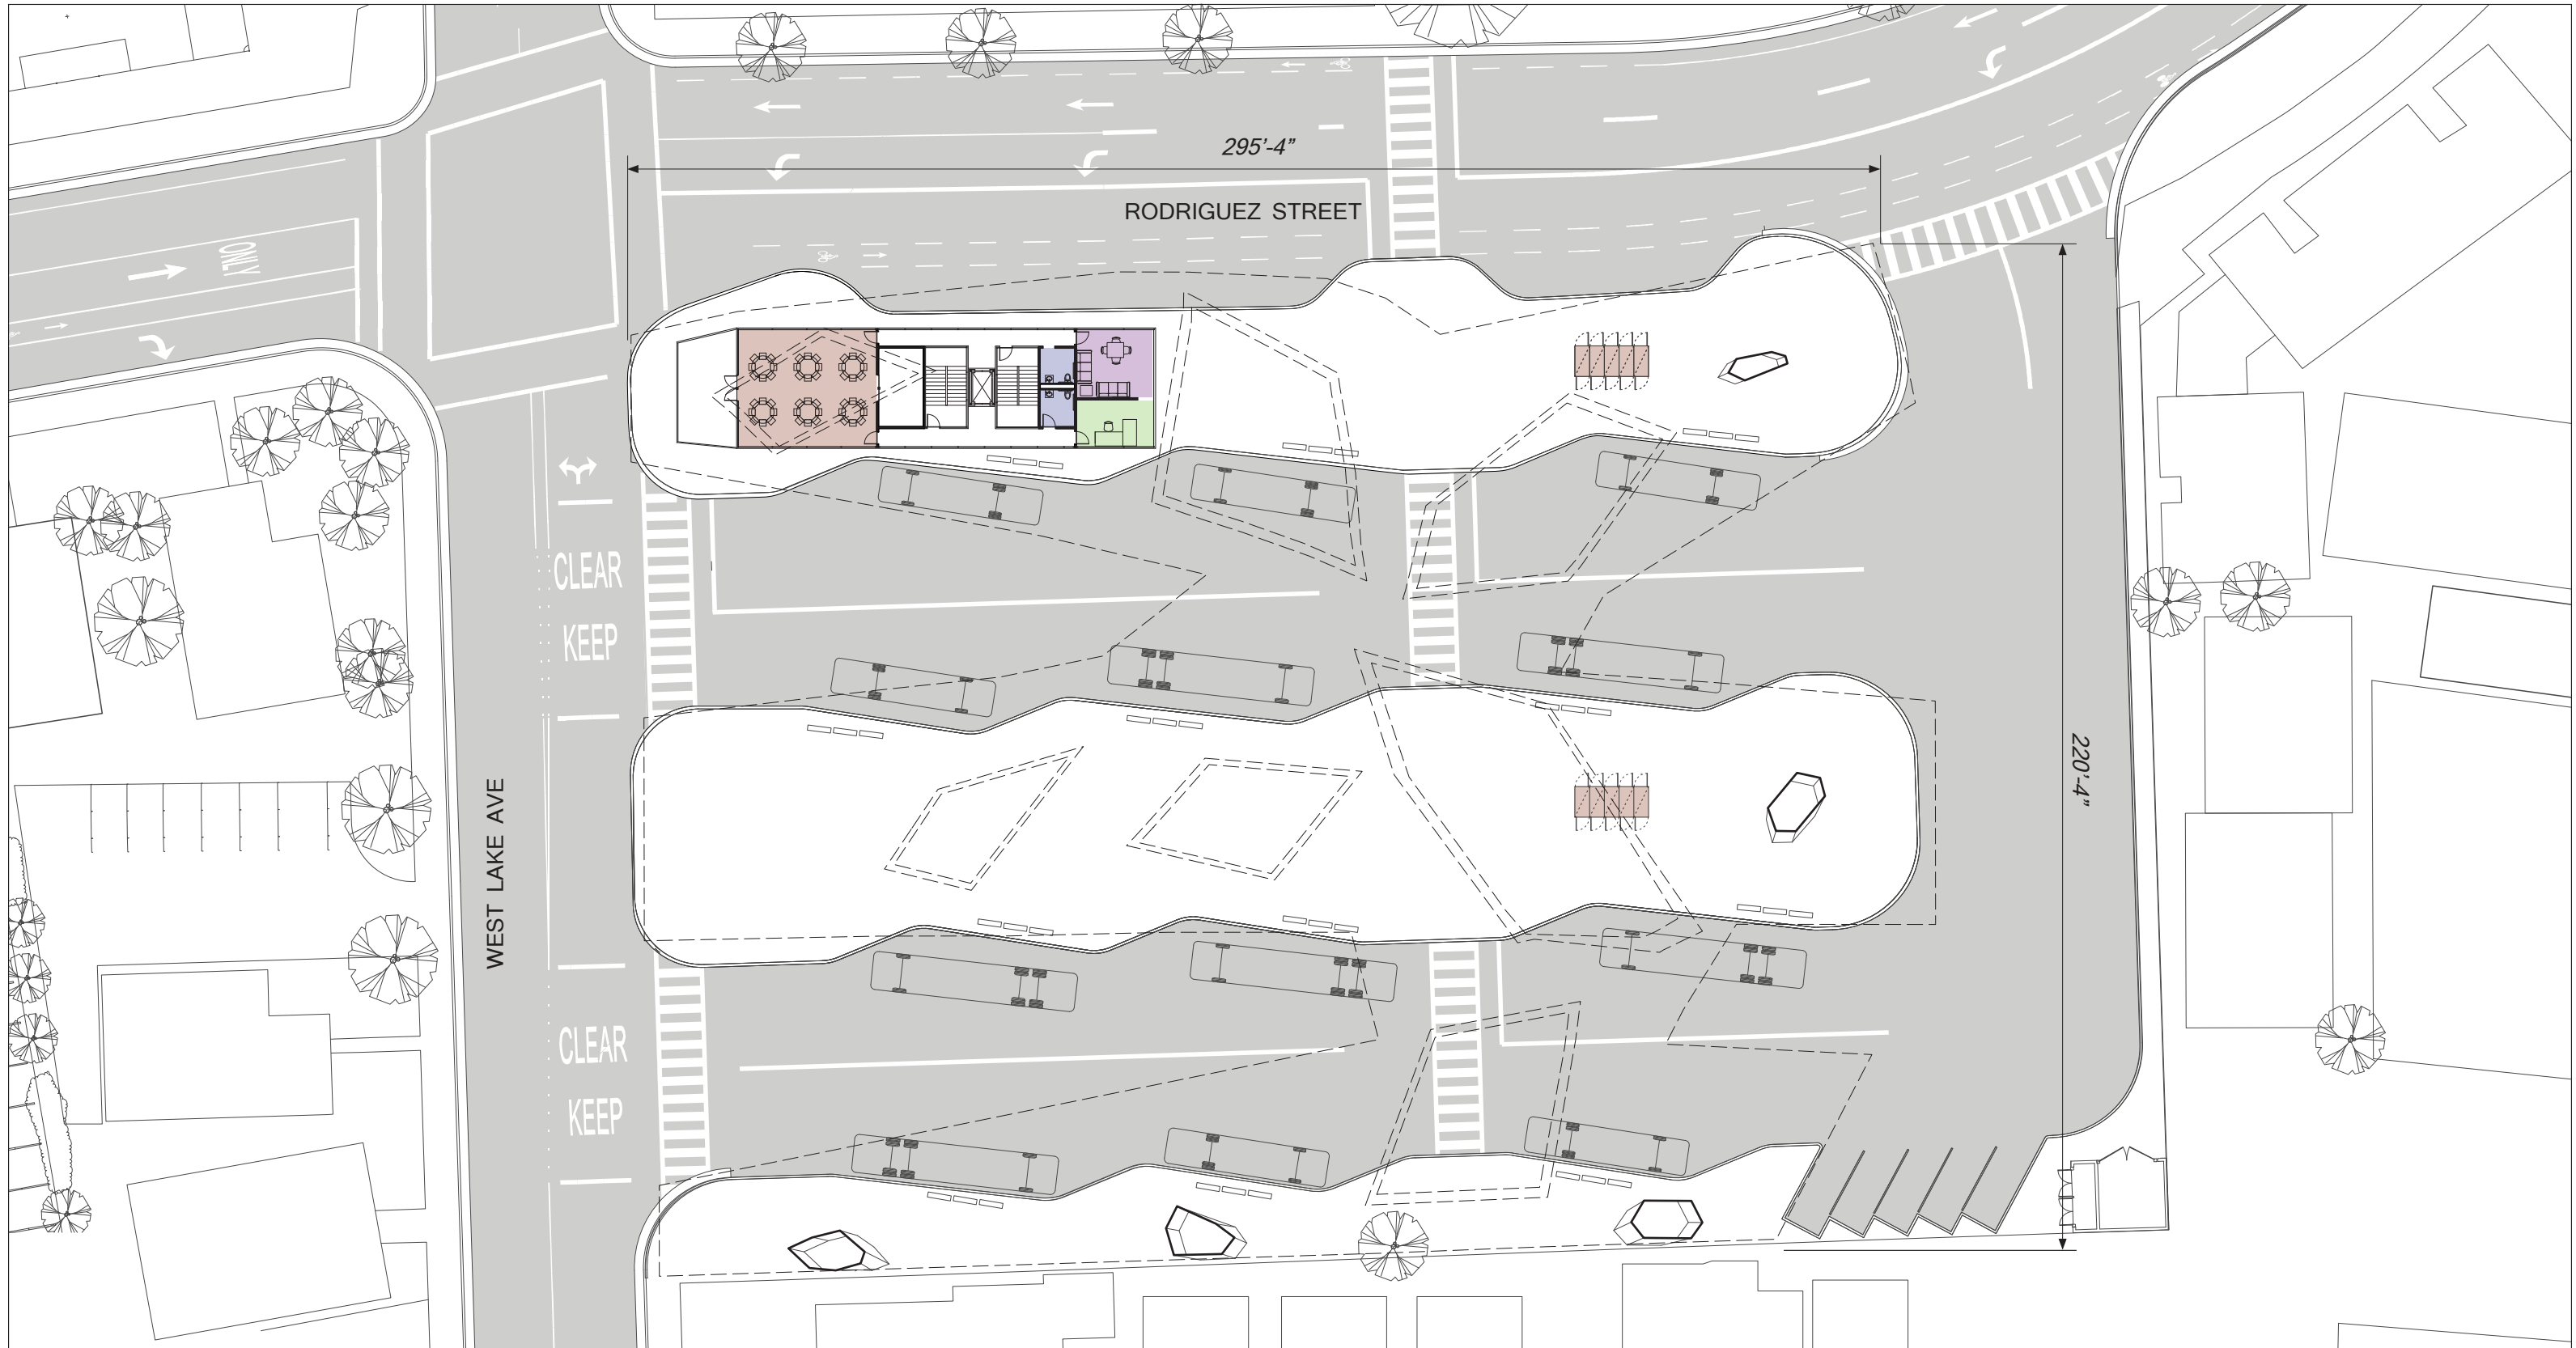 295'-4"
RODRIGUEZ STREET
ONLY
CLEAR
KEEP
220'-4"
WEST LAKE AVE
CLEAR
KEEP